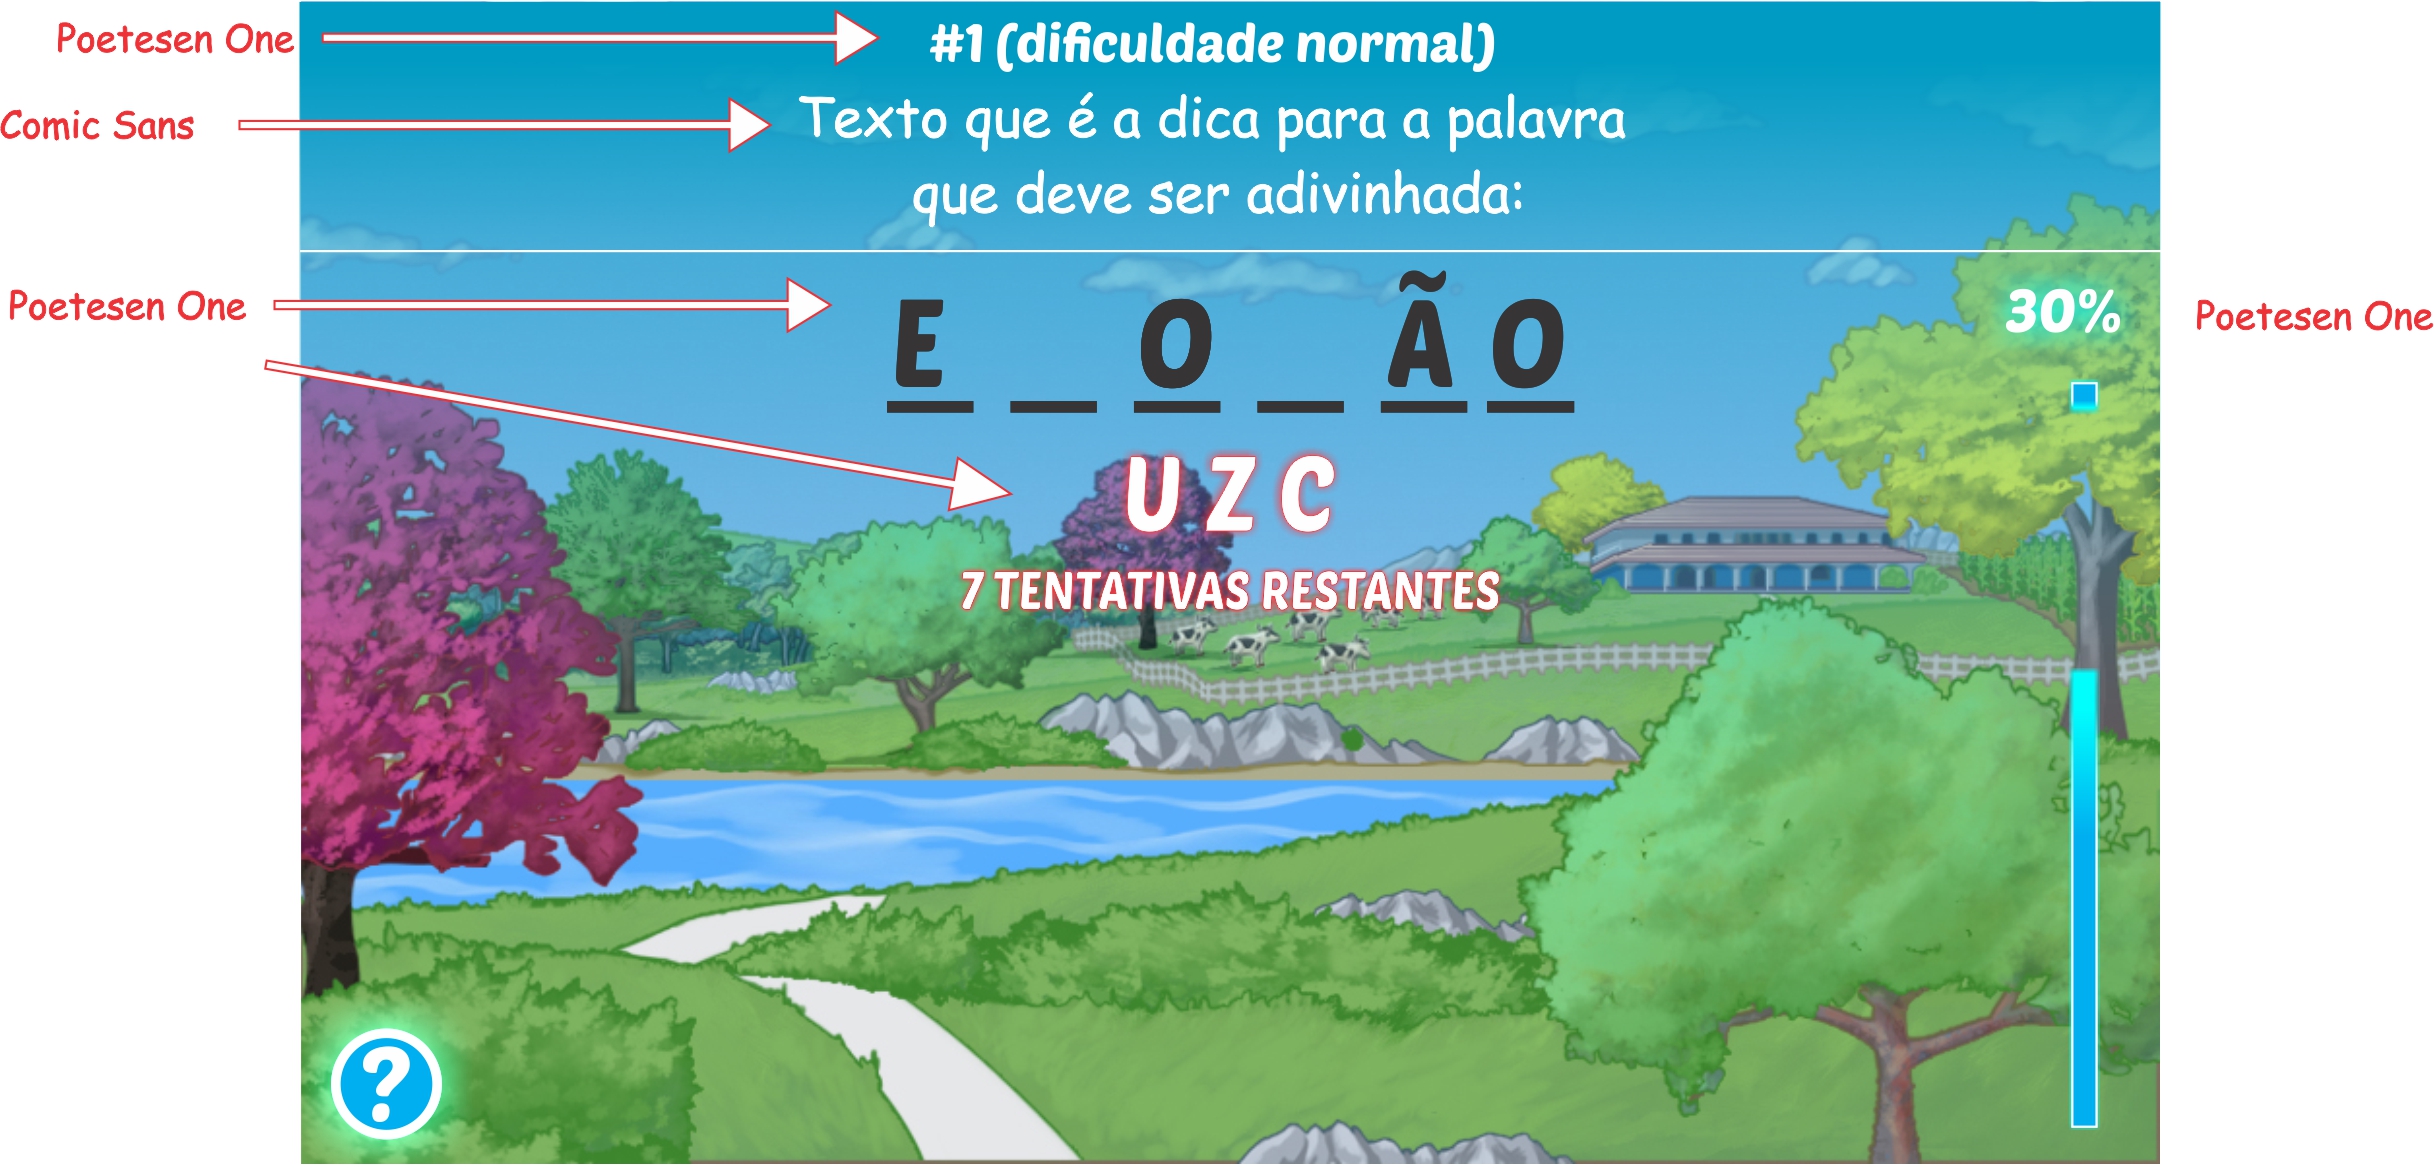 Poetesen One
#1 (dificuldade normal)
Comic Sans
Texto que é a dica para a palavra
que deve ser adivinhada:
Poetesen One
E _ O _ Ã O
30%
Poetesen One
U Z C
7 TENTATIVAS RESTANTES
?